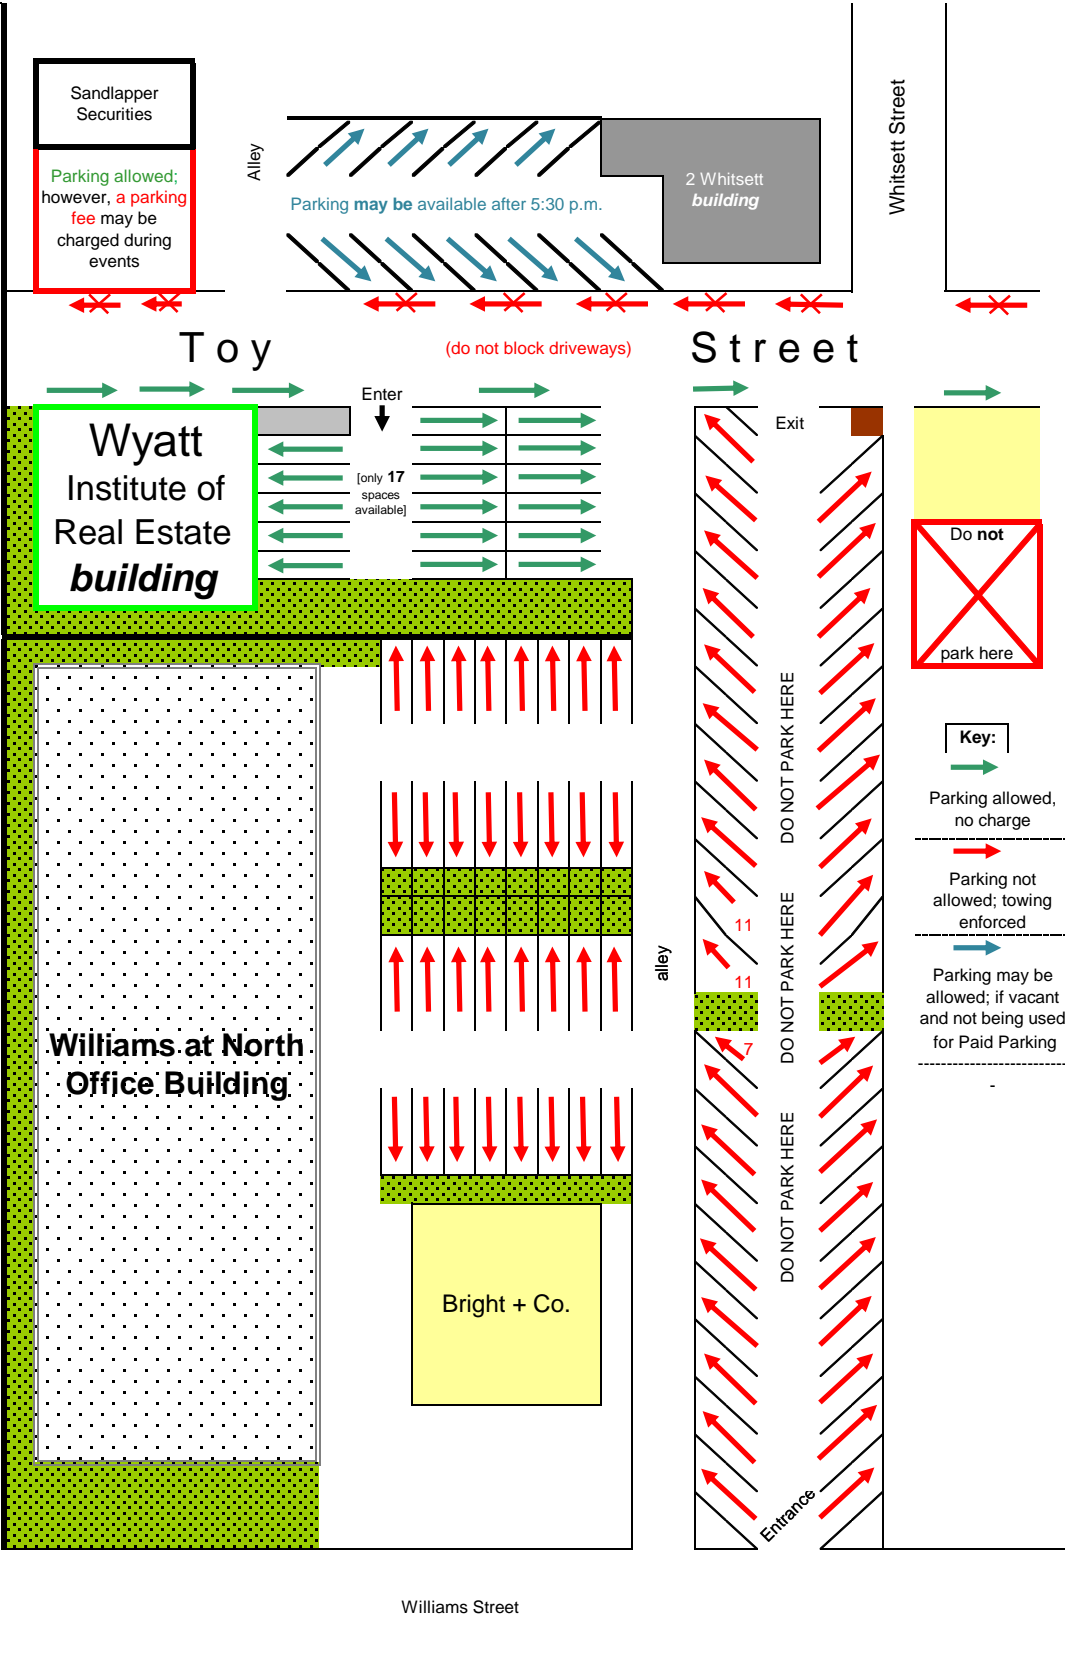 Sandlapper
Securities
Parking allowed;
however, a parking
fee may be
charged during
events
Alley
Parking may be available after 5:30 p.m.
2 Whitsett
building
Whitsett Street
Toy Street
(do not block driveways)
Enter
Wyatt
Institute of
Real Estate
building
[only 17
spaces
available]
Exit
Do not
park here
Key:
Parking allowed,
no charge
Parking not
allowed; towing
enforced
Parking may be
allowed; if vacant
and not being used
for Paid Parking
-
DO NOT PARK HERE
DO NOT PARK HERE
DO NOT PARK HERE
11
11
7
alley
Williams at North
Office Building
Bright + Co.
Entrance
Williams Street